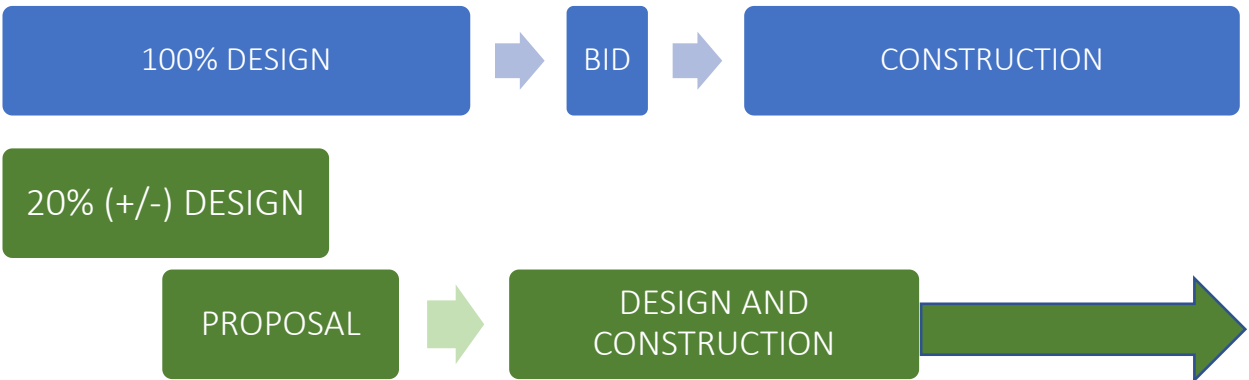 100% DESIGN
BID
CONSTRUCTION
20% (+/-) DESIGN
PROPOSAL
DESIGN AND
CONSTRUCTION